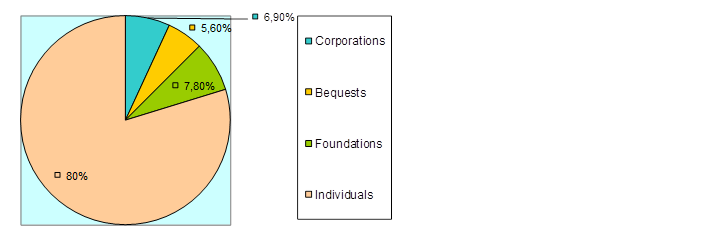 6,90%
5,60%
7,80%
80%
Corporations
Bequests
Foundations
Individuals